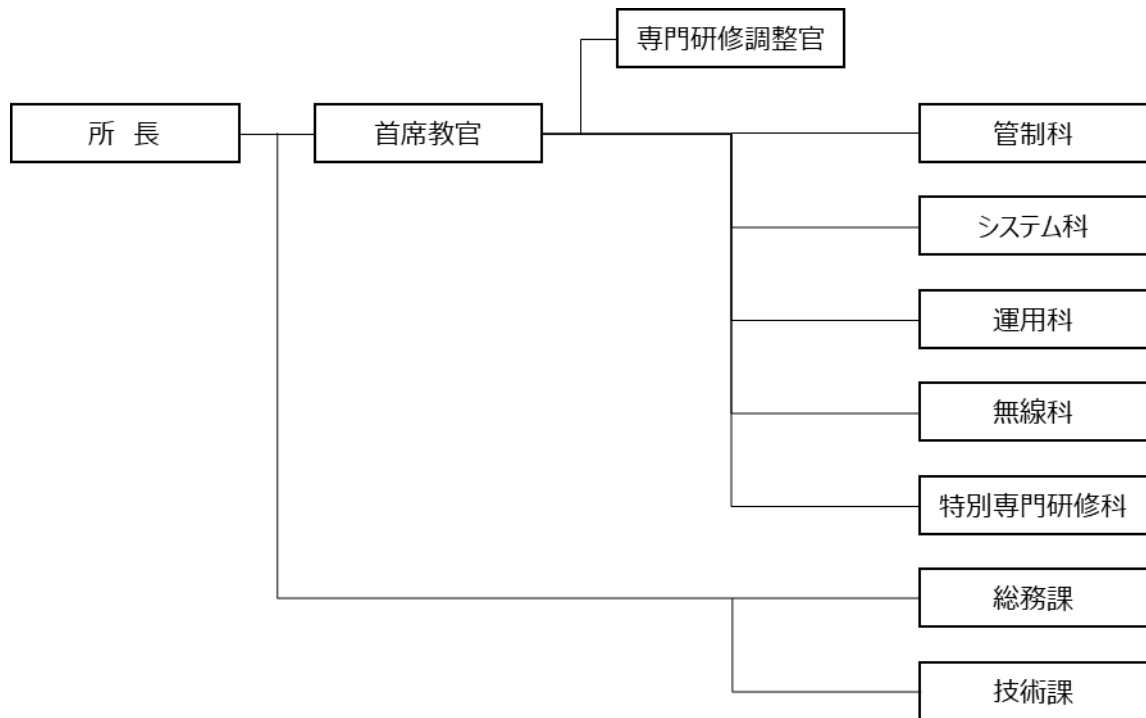 専門研修調整官
所 長
首席教官
管制科
システム科
運用科
無線科
特別専門研修科
総務課
技術課